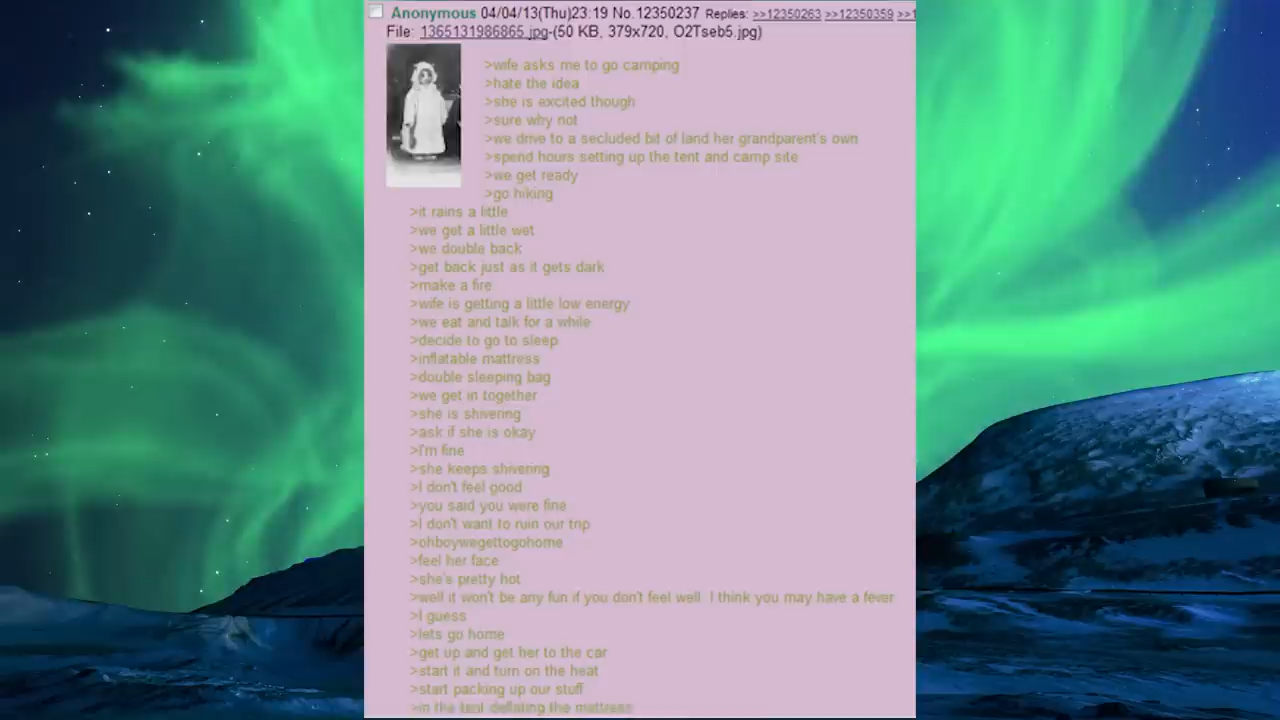 Anonymous 04/04/13(Thu)23:19 No.12350237 Replies: >>12350263 >>12350359 >>1
File: 1365131986865.jpg-(50 KB, 379x720, O2Tseb5.jpg)
>wife asks me to go camping
>hate the idea
>she is excited though
>sure why not
>we drive to a secluded bit of land her grandparent's own
>spend hours setting up the tent and camp site
>we get ready
>go hiking
>it rains a little
>we get a little wet
>we double back
>get back just as it gets dark
>make a fire
>wife is getting a little low energy
>we eat and talk for a while
>decide to go to sleep
>inflatable mattress
>double sleeping bag
>we get in together
>she is shivering
>ask if she is okay
>I'm fine
>she keeps shivering
>I don't feel good
>you said you were fine
>I don't want to ruin our trip
>ohboywegettogohome
>feel her face
>she's pretty hot
>well it won't be any fun if you don't feel well. I think you may have a fever
>I guess
>lets go home
>get up and get her to the car
>start it and turn on the heat
>start packing up our stuff
>in the tent deflating the mattress